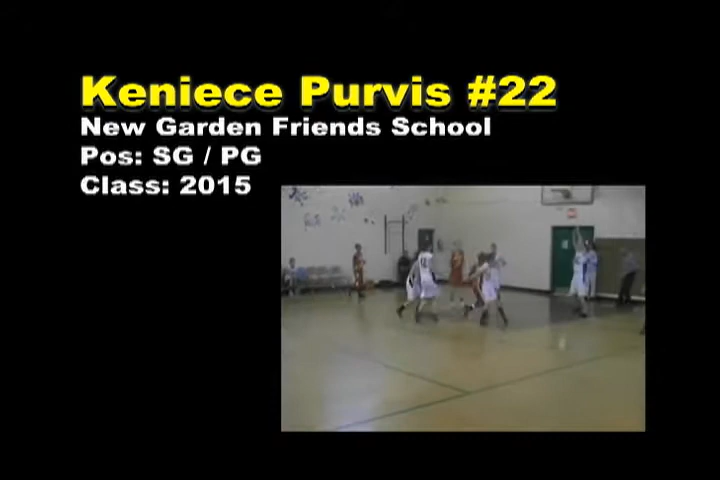 Keniece Purvis #22
New Garden Friends School
Pos: SG / PG
Class: 2015